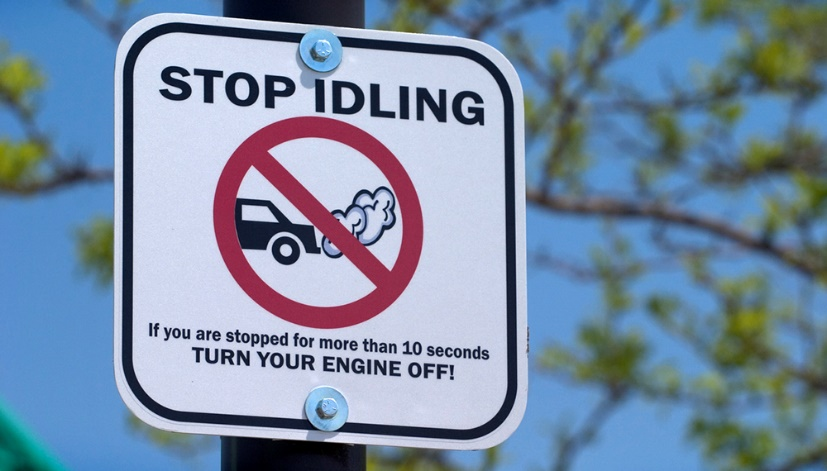 STOP IDLING
If you are stopped for more than 10 seconds
TURN YOUR ENGINE OFF!